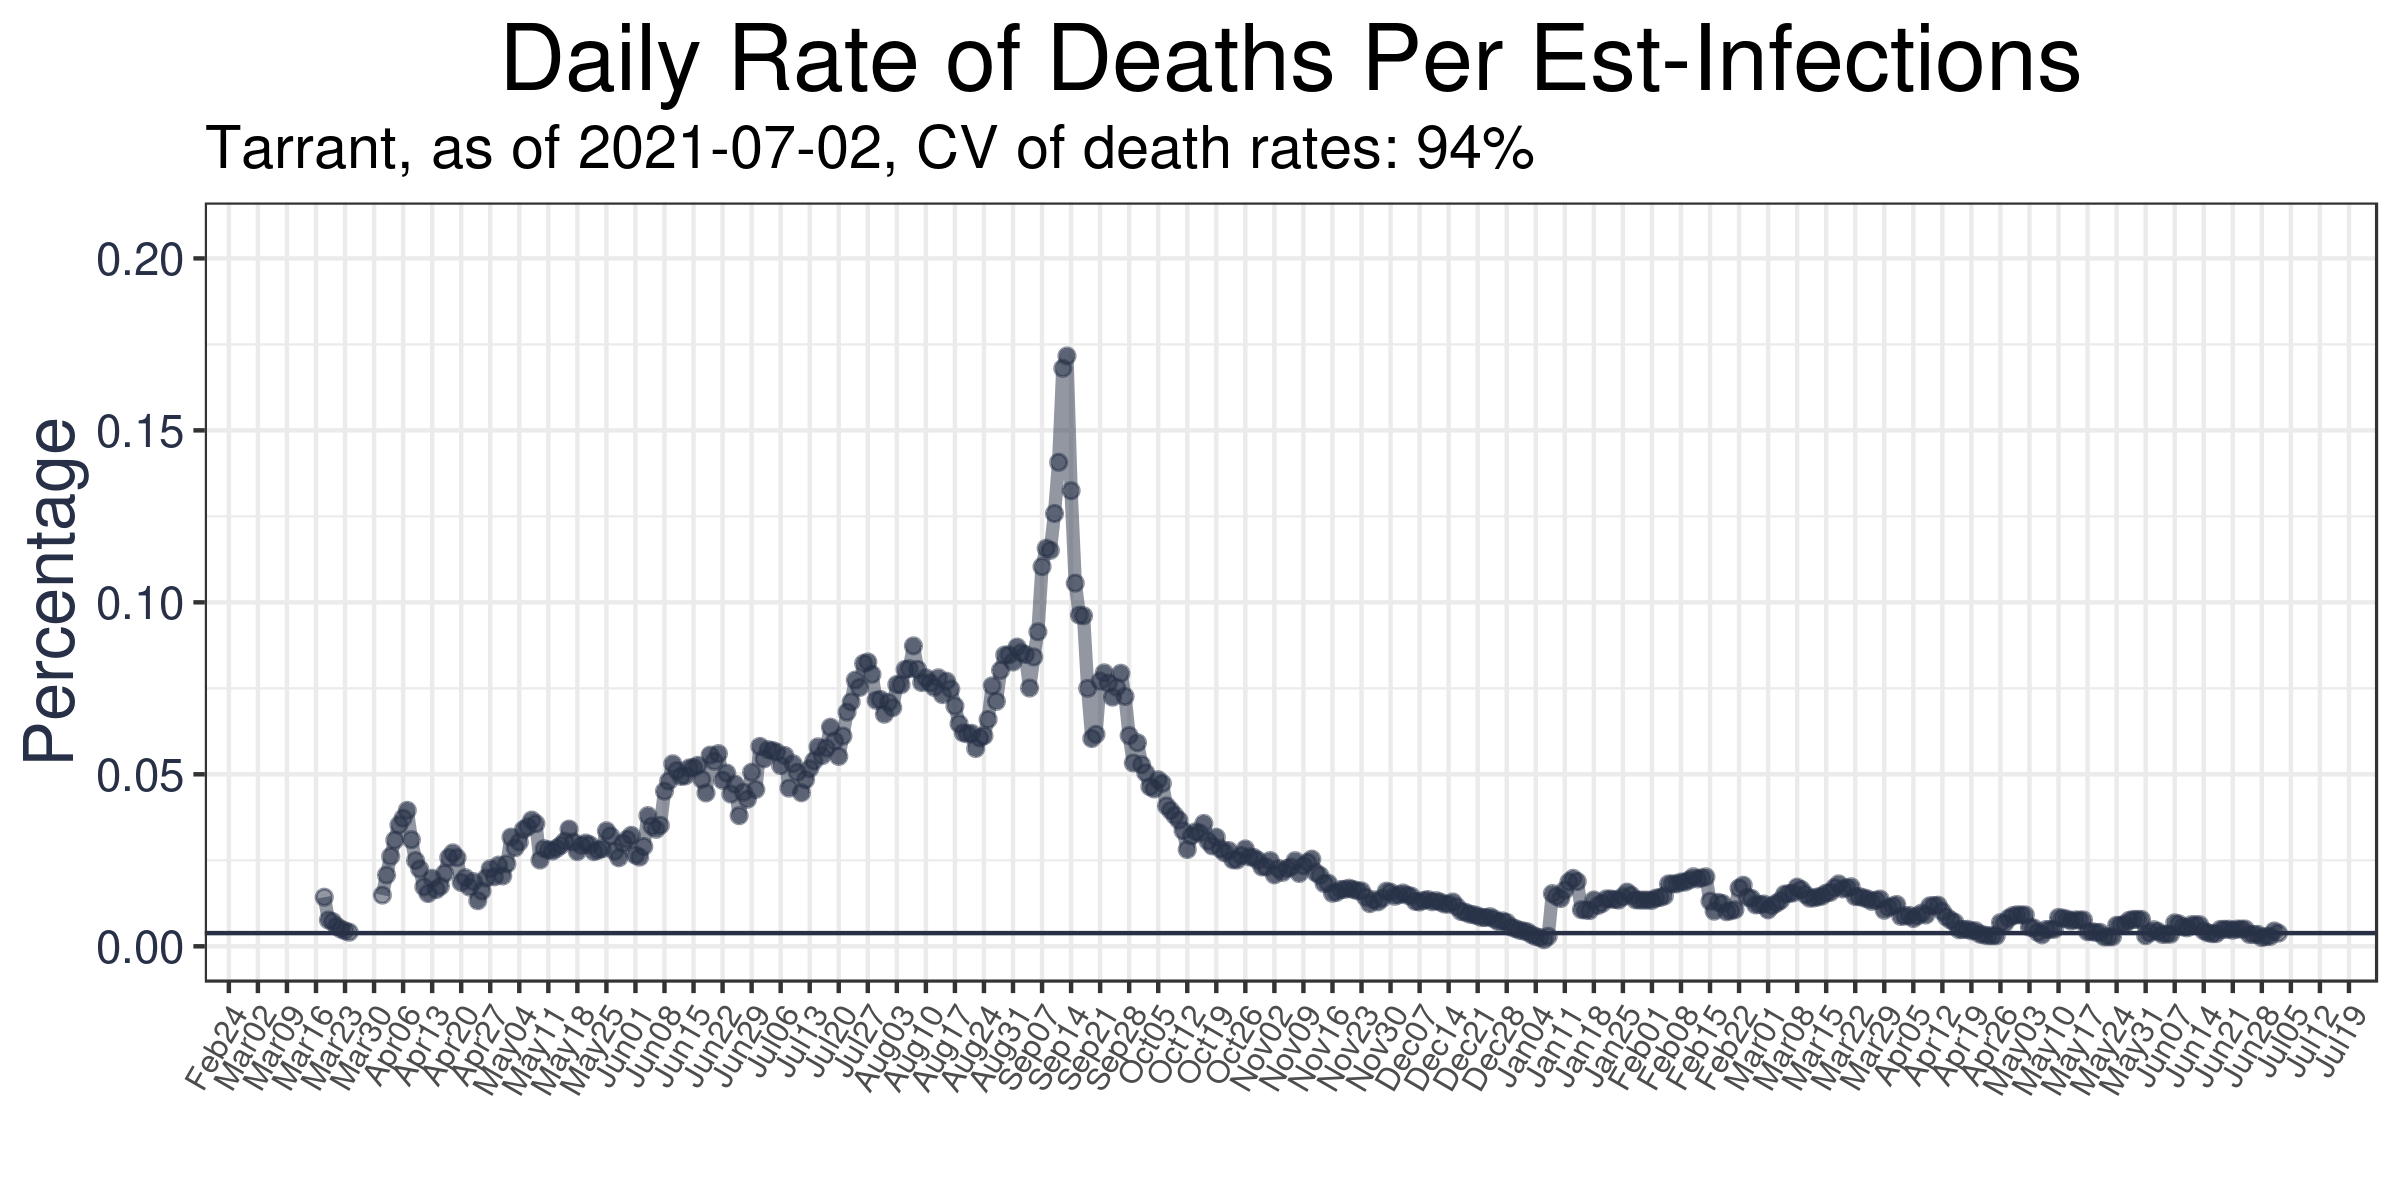 Daily Rate of Deaths Per Est-Infections
Tarrant, as of 2021-07-02, CV of death rates: 94%
Percentage
0.20
0.15
0.10
0.05
0.00
Feb24
Mar02
Mar09
Mar16
Mar23
Mar30
Apr06
Apr13
Apr20
Apr27
May04
May11
May18
May25
Jun01
Jun08
Jun15
Jun22
Jun29
Jul06
Jul13
Jul20
Jul27
Aug03
Aug10
Aug17
Aug24
Aug31
Sep07
Sep14
Sep21
Sep28
Oct05
Oct12
Oct19
Oct26
Nov02
Nov09
Nov16
Nov23
Nov30
Dec07
Dec14
Dec21
Dec28
Jan04
Jan11
Jan18
Jan25
Feb01
Feb08
Feb15
Feb22
Mar01
Mar08
Mar15
Mar22
Mar29
Apr05
Apr12
Apr19
Apr26
May03
May10
May17
May24
May31
Jun07
Jun14
Jun21
Jun28
Jul05
Jul12
Jul19